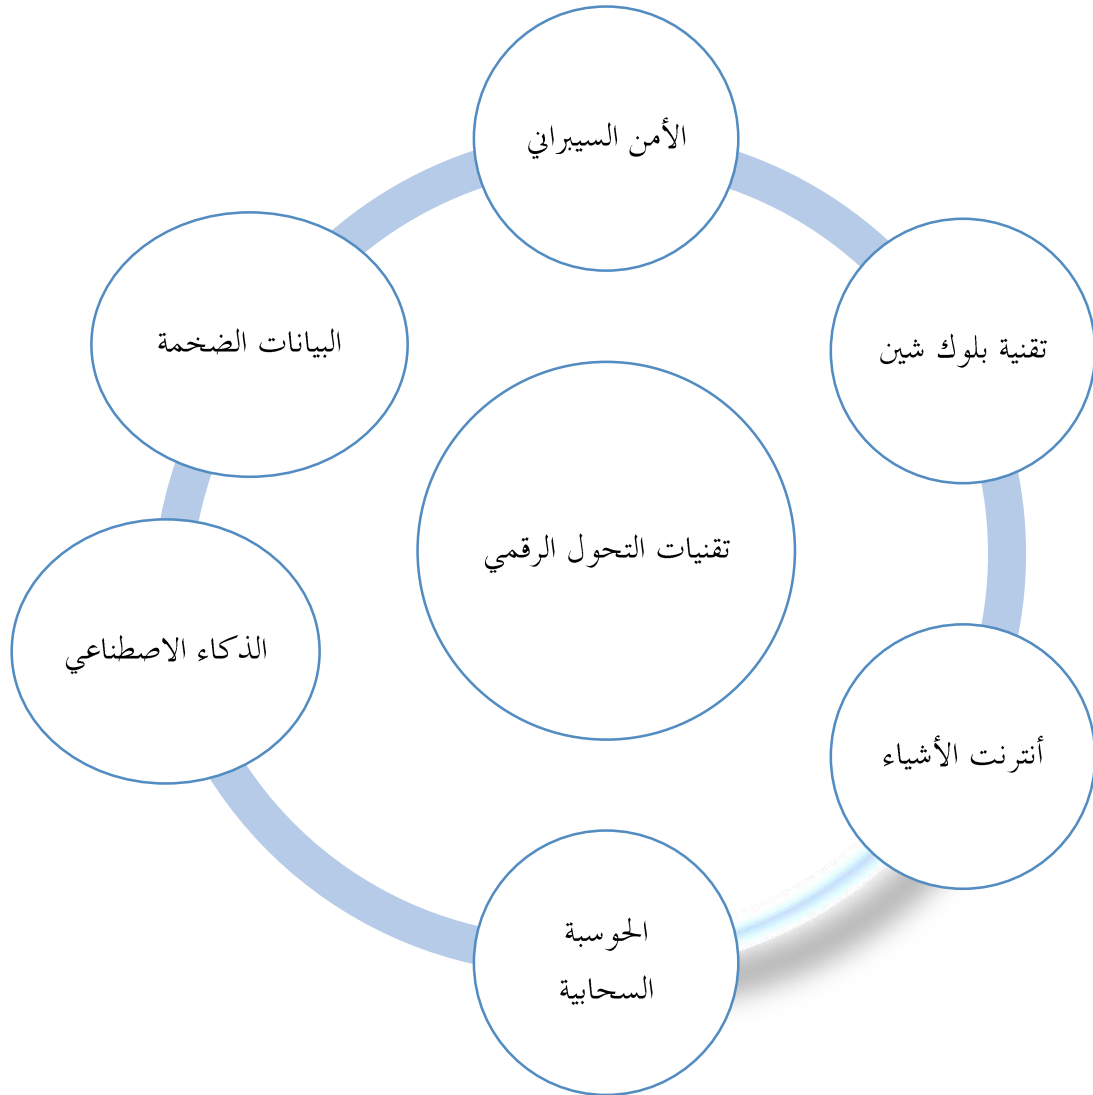 الأمن السيبراني
تقنية بلوك شين
البيانات الضخمة
تقنيات التحول الرقمي
الذكاء الاصطناعي
أنترنت الأشياء
الحوسبة
السحابية